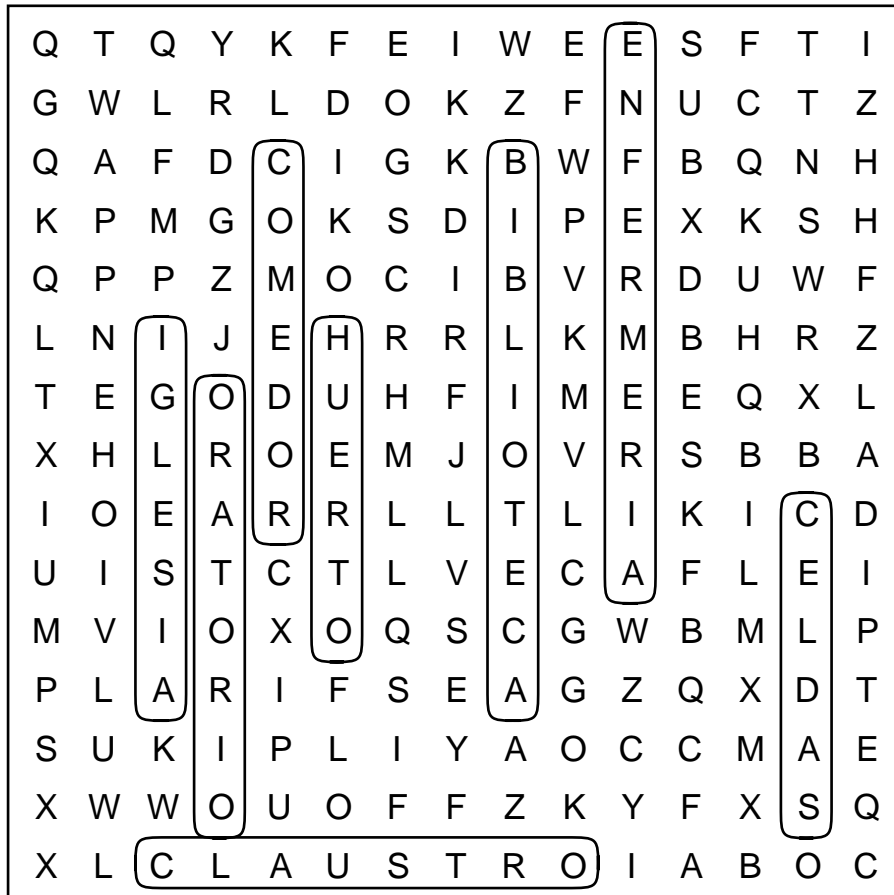 Q T Q Y K F E I W E E S F T I
G W L R L D O K Z F N U C T Z
Q A F D C I G K B W F B Q N H
K P M G O K S D I P E X K S H
Q P P Z M O C I B V R D U W F
L N I J E H R R L K M B H R Z
T E G O D U H F I M E E Q X L
X H L R O E M J O V R S B B A
I O E A R R L L T L I K I C D
U I S T C T L V E C A F L E I
M V I O X O Q S C G W B M L P
P L A R I F S E A G Z Q X D T
S U K I P L I Y A O C C M A E
X W W O U O F F Z K Y F X S Q
X L C L A U S T R O I A B O C